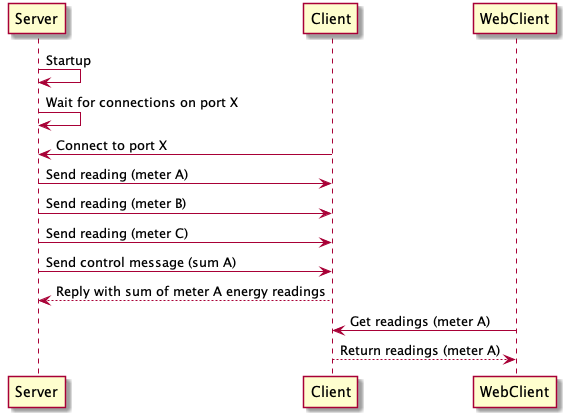 Server Client WebClient
Startup
Wait for connections on port X
Connect to port X
Send reading (meter A)
Send reading (meter B)
Send reading (meter C)
Send control message (sum A)
Reply with sum of meter A energy readings
Get readings (meter A)
Return readings (meter A)
Server Client WebClient